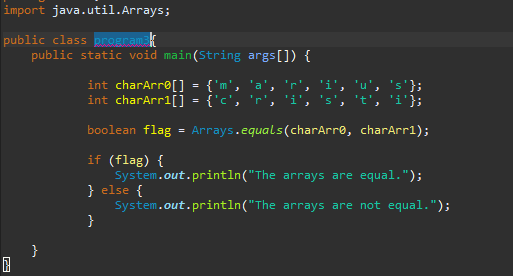 import java.util.Arrays;
public class program3{
public static void main(String args[]) {
int charArr0[] = {'m', 'a', 'r', 'i', 'u', 's'};
int charArr1[] = {'c', 'r', 'i', 's', 't', 'i'};
boolean flag = Arrays.equals(charArr0, charArr1);
if (flag) {
System.out.println("The arrays are equal.");
} else {
System.out.println("The arrays are not equal.");
}
}
}